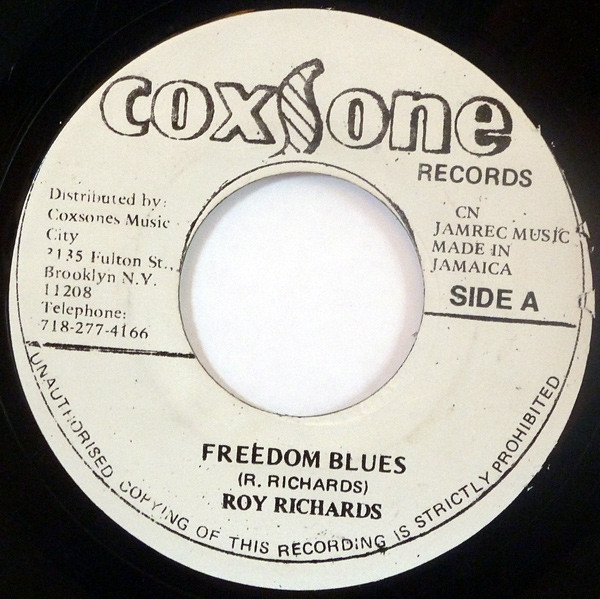 coxsone
RECORDS
Distributed by:
Coxsones Music
City
2135 Fulton St.,
Brooklyn N.Y.
11208
Telephone:
718-277-4166
CN
JAMREC MUSIC
MADE IN
JAMAICA
SIDE A
FREEDOM BLUES
(R. RICHARDS)
ROY RICHARDS
UNAUTHORISED COPYING OF THIS RECORDING IS STRICTLY PROHIBITED